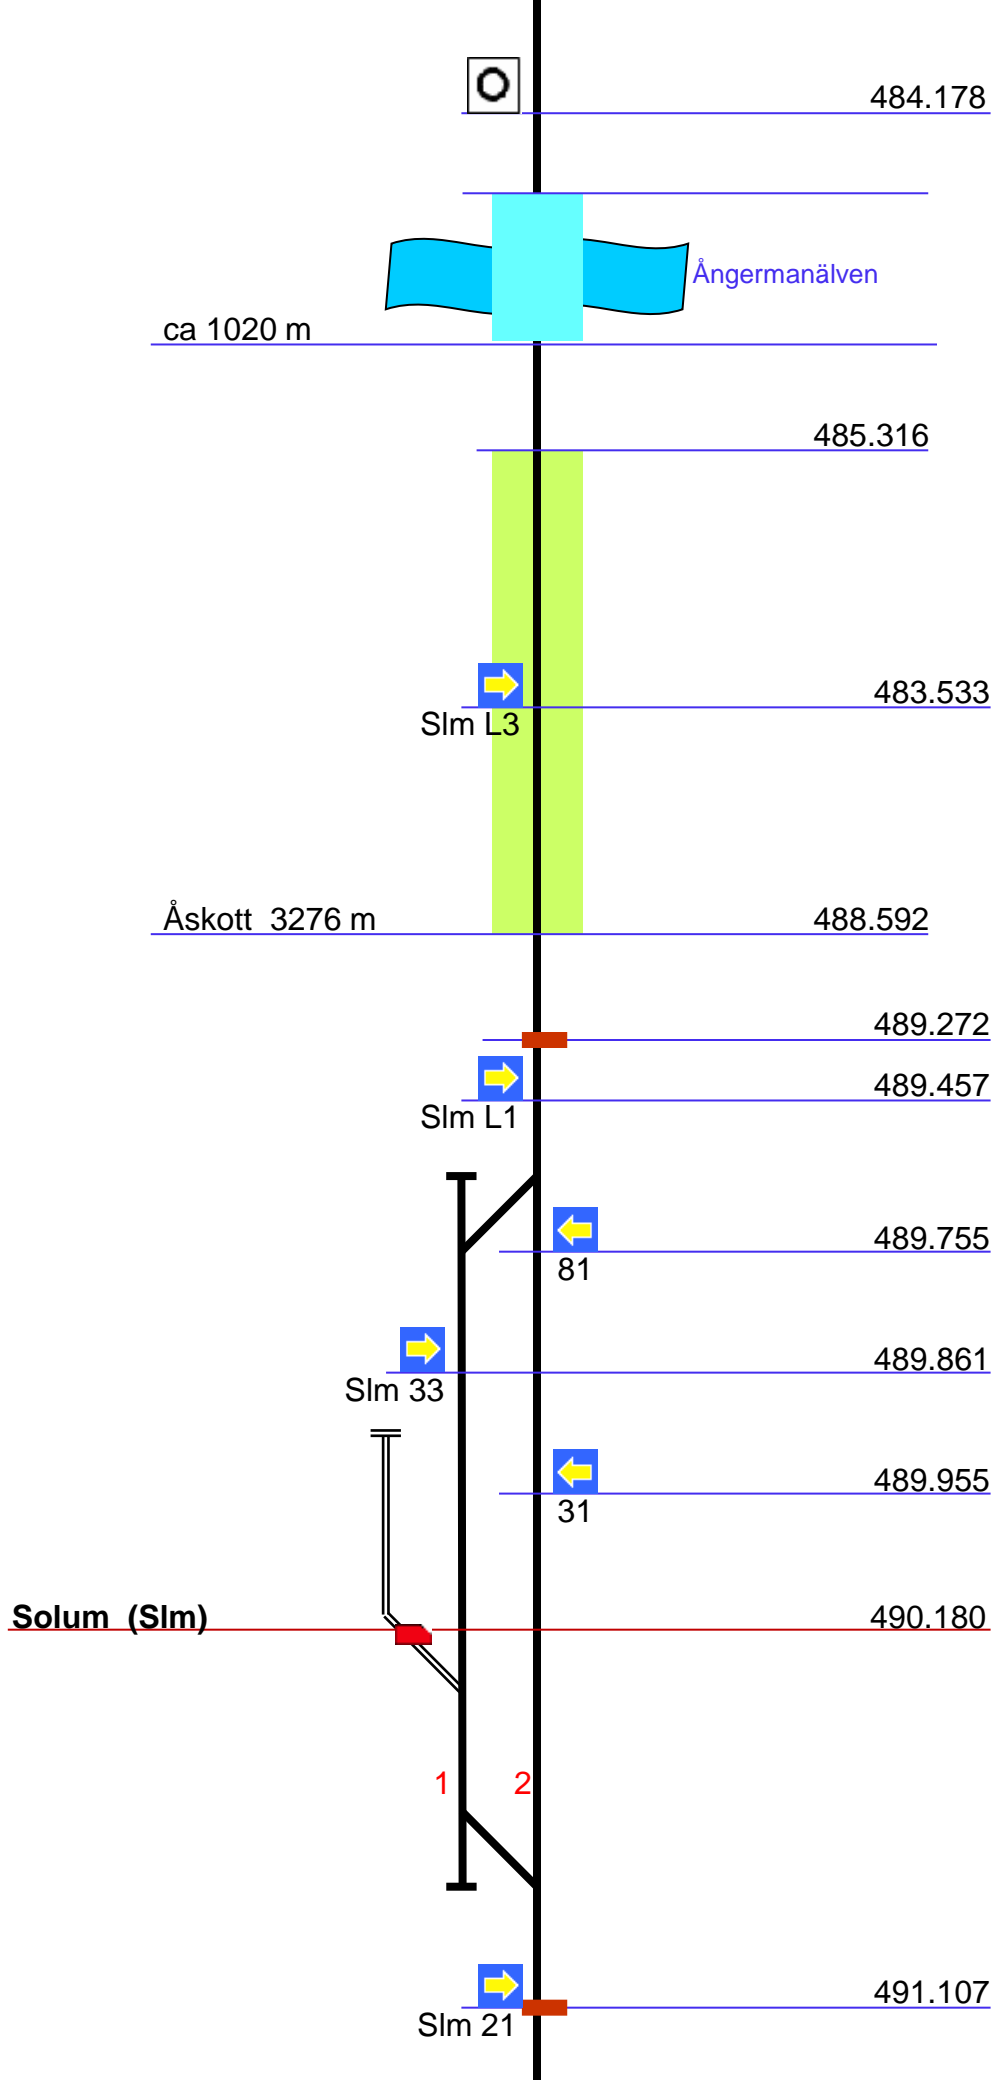 484.178
Ångermanälven
ca 1020 m
485.316
483.533
Slm L3
Åskott 3276 m 488.592
489.272
489.457
Slm L1
489.755
81
489.861
Slm 33
489.955
31
Solum (Slm) 490.180
1 2
491.107
Slm 21